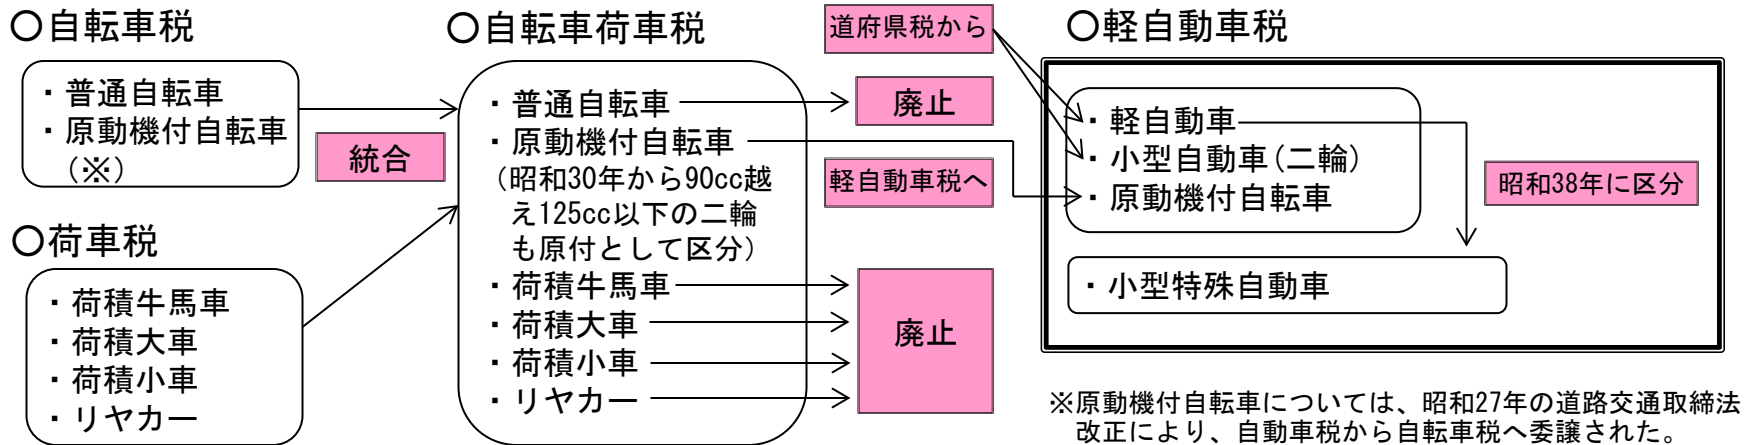 〇自転車税
・普通自転車
・原動機付自転車
（※）
〇荷車税
・荷積牛馬車
・荷積大車
・荷積小車
・リヤカー
統合
〇自転車荷車税
・普通自転車
・原動機付自転車
（昭和30年から90cc越
え125cc以下の二輪
も原付として区分）
・荷積牛馬車
・荷積大車
・荷積小車
・リヤカー
道府県税から
廃止
軽自動車税へ
廃止
〇軽自動車税
・軽自動車
・小型自動車(二輪)
・原動機付自転車
昭和38年に区分
・小型特殊自動車
※原動機付自転車については、昭和27年の道路交通取締法
改正により、自動車税から自転車税へ委譲された。